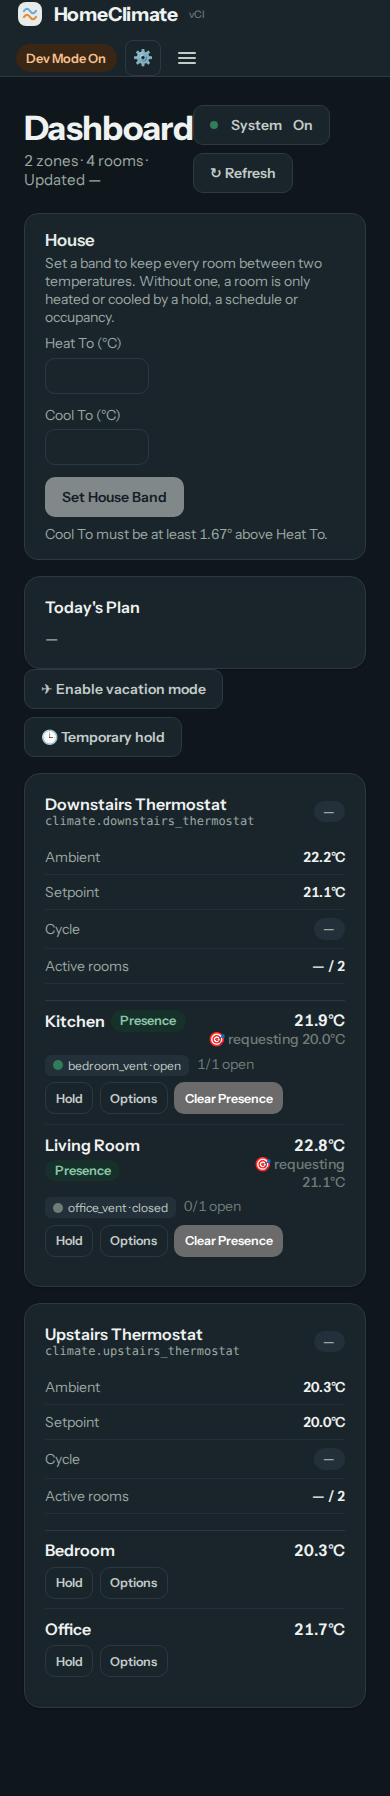 HomeClimate vCI
Dev Mode On
Dashboard
System On
2 zones · 4 rooms ·
Updated —
↻ Refresh
House
Set a band to keep every room between two
temperatures. Without one, a room is only
heated or cooled by a hold, a schedule or
occupancy.
Heat To (°C)
Cool To (°C)
Set House Band
Cool To must be at least 1.67° above Heat To.
Today's Plan
—
✈ Enable vacation mode
🕒 Temporary hold
Downstairs Thermostat
climate.downstairs_thermostat
—
Ambient 22.2°C
Setpoint 21.1°C
Cycle —
Active rooms — / 2
Kitchen Presence 21.9°C
🎯 requesting 20.0°C
bedroom_vent · open 1/1 open
Hold Options Clear Presence
Living Room 22.8°C
Presence 🎯 requesting
21.1°C
office_vent · closed 0/1 open
Hold Options Clear Presence
Upstairs Thermostat
climate.upstairs_thermostat
—
Ambient 20.3°C
Setpoint 20.0°C
Cycle —
Active rooms — / 2
Bedroom 20.3°C
Hold Options
Office 21.7°C
Hold Options